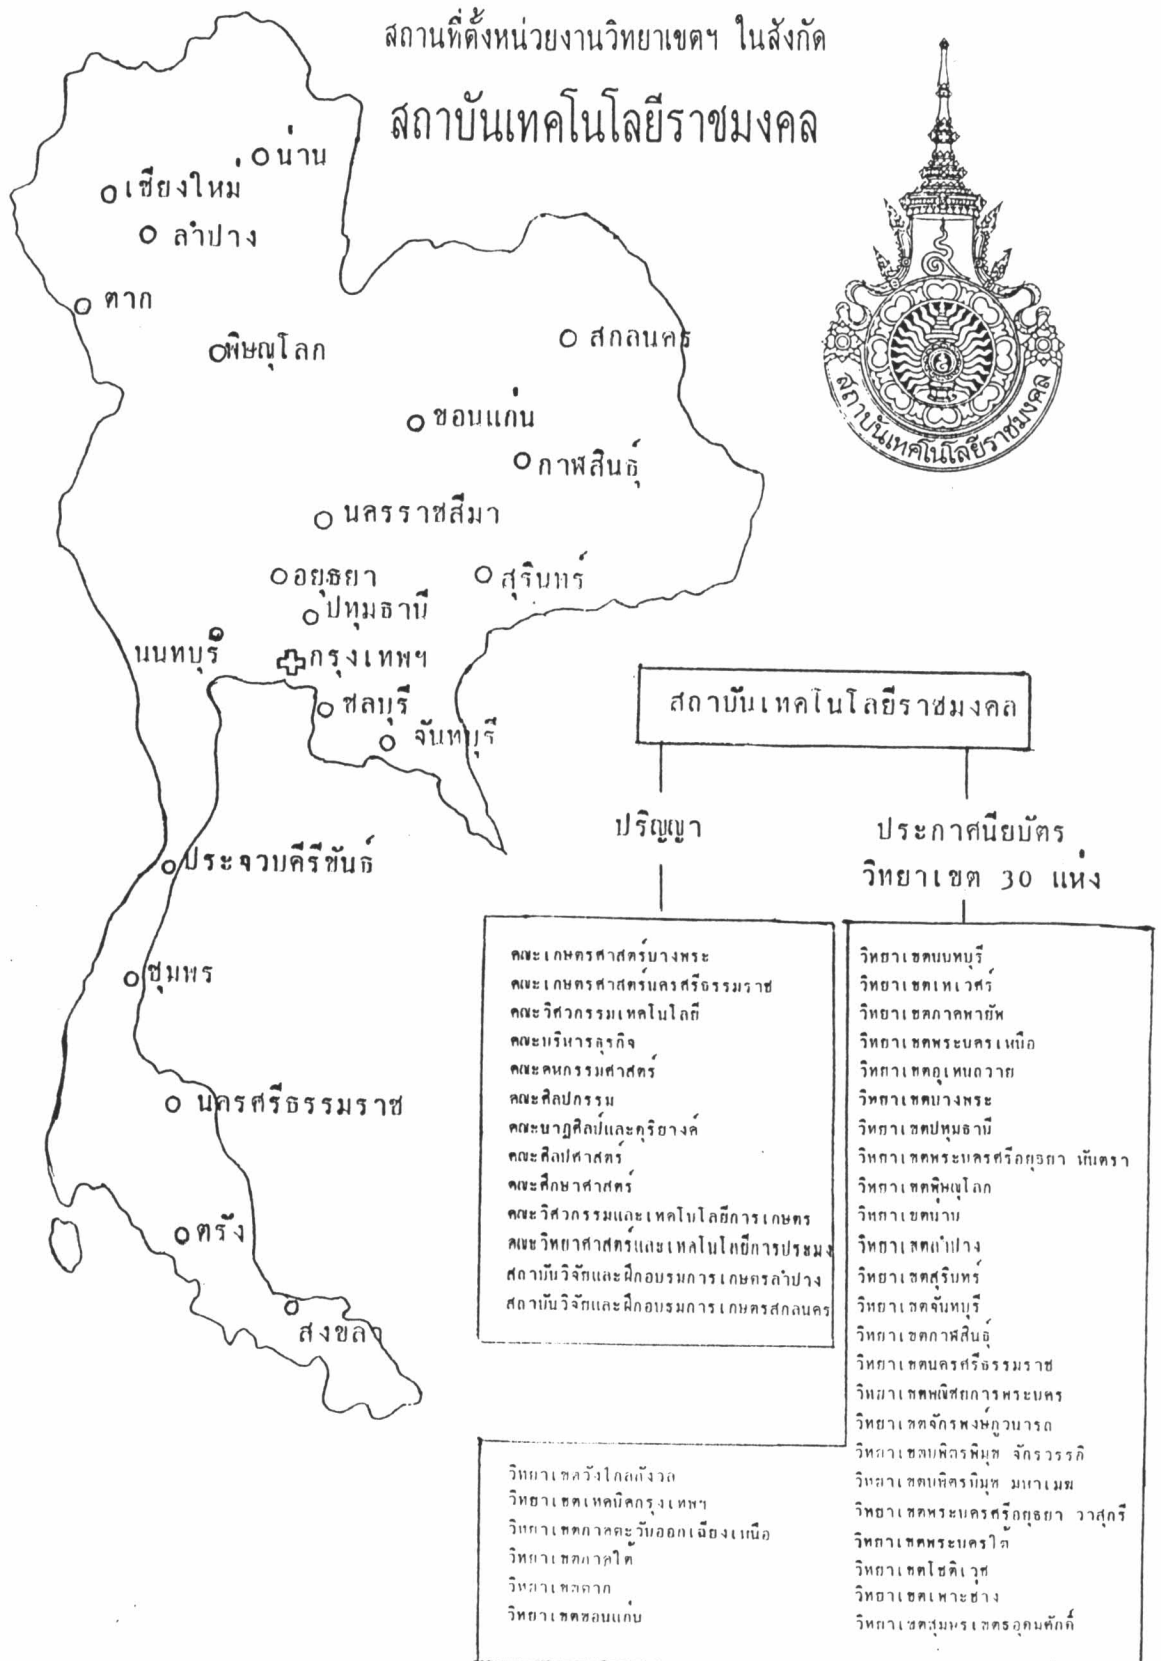 สถานที่ตั้งหน่วยงานวิทยาเขตฯ ในสังกัด
สถาบันเทคโนโลยีราชมงคล
สถาบันเทคโนโลยีราชมงคล
น่าน
เชียงใหม่
ลำปาง
ตาก
พิษณุโลก
สกลนคร
ขอนแก่น
กาฬสินธุ์
นครราชสีมา
อยุธยา
สุรินทร์
ปทุมธานี
นนทบุรี
กรุงเทพฯ
ชลบุรี
จันทบุรี
ประจวบคีรีขันธ์
ชุมพร
นครศรีธรรมราช
ตรัง
สงขลา
สถาบันเทคโนโลยีราชมงคล
ปริญญา
ประกาศนียบัตร
วิทยาเขต 30 แห่ง
คณะเกษตรศาสตร์บางพระ
คณะเกษตรศาสตร์นครศรีธรรมราช
คณะวิศวกรรมเทคโนโลยี
คณะบริหารธุรกิจ
คณะคหกรรมศาสตร์
คณะศิลปกรรม
คณะนาฏศิลป์และดุริยางค์
คณะศิลปศาสตร์
คณะศึกษาศาสตร์
คณะวิศวกรรมและเทคโนโลยีการเกษตร
คณะวิทยาศาสตร์และเทคโนโลยีการประมง
สถาบันวิจัยและฝึกอบรมการเกษตรลำปาง
สถาบันวิจัยและฝึกอบรมการเกษตรสกลนคร
วิทยาเขตนนทบุรี
วิทยาเขตเทเวศร์
วิทยาเขตภาคพายัพ
วิทยาเขตพระนครเหนือ
วิทยาเขตอุเทนถวาย
วิทยาเขตบางพระ
วิทยาเขตปทุมธานี
วิทยาเขตพระนครศรีอยุธยา หันตรา
วิทยาเขตพิษณุโลก
วิทยาเขตน่าน
วิทยาเขตลำปาง
วิทยาเขตสุรินทร์
วิทยาเขตจันทบุรี
วิทยาเขตกาฬสินธุ์
วิทยาเขตนครศรีธรรมราช
วิทยาเขตพณิชยการพระนคร
วิทยาเขตจักรพงษ์ภูวนารถ
วิทยาเขตบพิตรพิมุข จักรวรรดิ
วิทยาเขตบพิตรพิมุข มหาเมฆ
วิทยาเขตพระนครศรีอยุธยา วาสุกรี
วิทยาเขตพระนครใต้
วิทยาเขตโชติเวช
วิทยาเขตเพาะช่าง
วิทยาเขตชุมพรเขตรอุดมศักดิ์
วิทยาเขตวังไกลกังวล
วิทยาเขตเทคนิคกรุงเทพฯ
วิทยาเขตภาคตะวันออกเฉียงเหนือ
วิทยาเขตภาคใต้
วิทยาเขตตาก
วิทยาเขตขอนแก่น